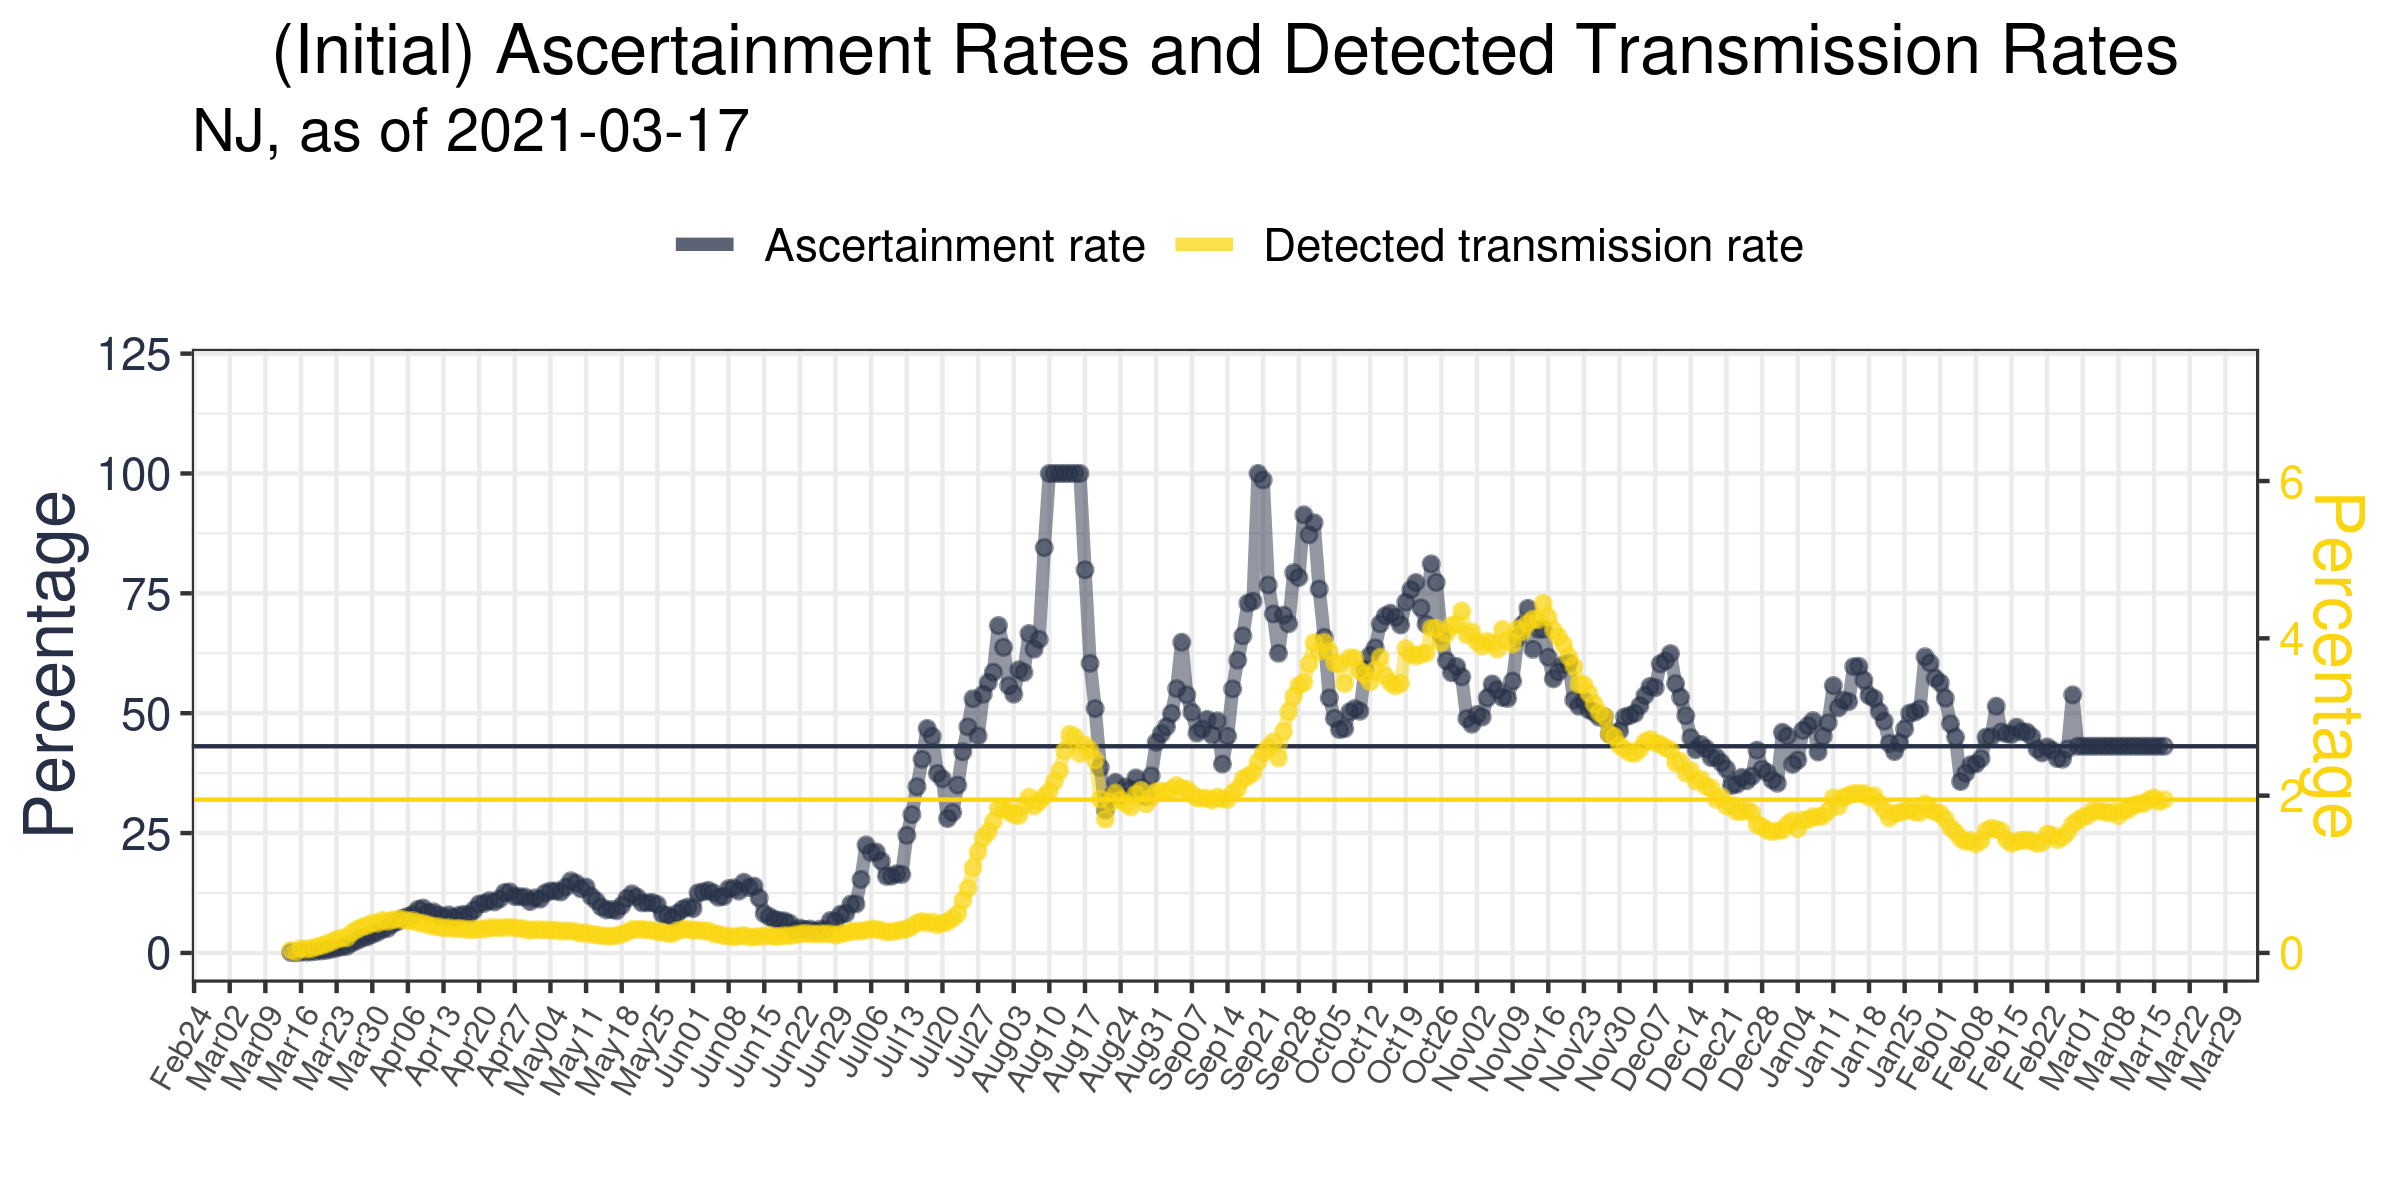 (Initial) Ascertainment Rates and Detected Transmission Rates
NJ, as of 2021-03-17
Ascertainment rate
Detected transmission rate
Percentage
125
100
75
50
25
0
6
4
2
0
Percentage
Feb24
Mar02
Mar09
Mar16
Mar23
Mar30
Apr06
Apr13
Apr20
Apr27
May04
May11
May18
May25
Jun01
Jun08
Jun15
Jun22
Jun29
Jul06
Jul13
Jul20
Jul27
Aug03
Aug10
Aug17
Aug24
Aug31
Sep07
Sep14
Sep21
Sep28
Oct05
Oct12
Oct19
Oct26
Nov02
Nov09
Nov16
Nov23
Nov30
Dec07
Dec14
Dec21
Dec28
Jan04
Jan11
Jan18
Jan25
Feb01
Feb08
Feb15
Feb22
Mar01
Mar08
Mar15
Mar22
Mar29